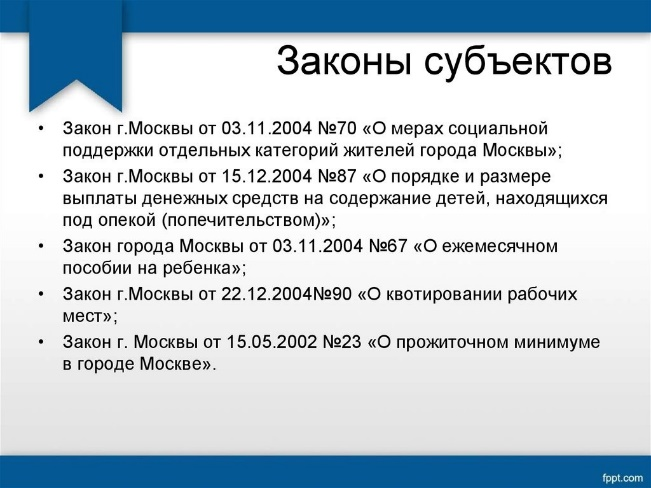 Законы субъектов
• Закон г.Москвы от 03.11.2004 №70 «О мерах социальной
поддержки отдельных категорий жителей города Москвы»;
• Закон г.Москвы от 15.12.2004 №87 «О порядке и размере
выплаты денежных средств на содержание детей, находящихся
под опекой (попечительством)»;
• Закон города Москвы от 03.11.2004 №67 «О ежемесячном
пособии на ребенка»;
• Закон г.Москвы от 22.12.2004№90 «О квотировании рабочих
мест»;
• Закон г. Москвы от 15.05.2002 №23 «О прожиточном минимуме
в городе Москве».
fppt.com